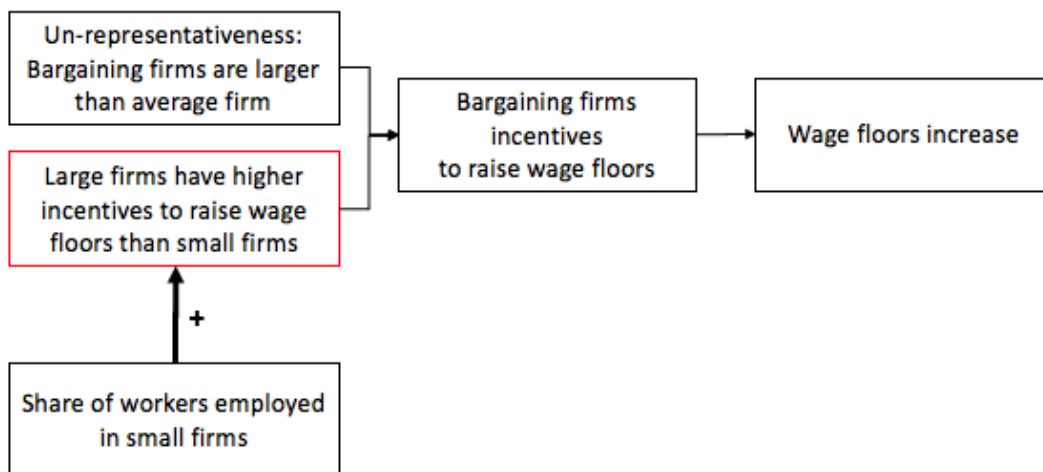 Un-representativeness:
Bargaining firms are larger
than average firm
Bargaining firms
incentives
to raise wage floors
Wage floors increase
Large firms have higher
incentives to raise wage
floors than small firms
+
Share of workers employed
in small firms